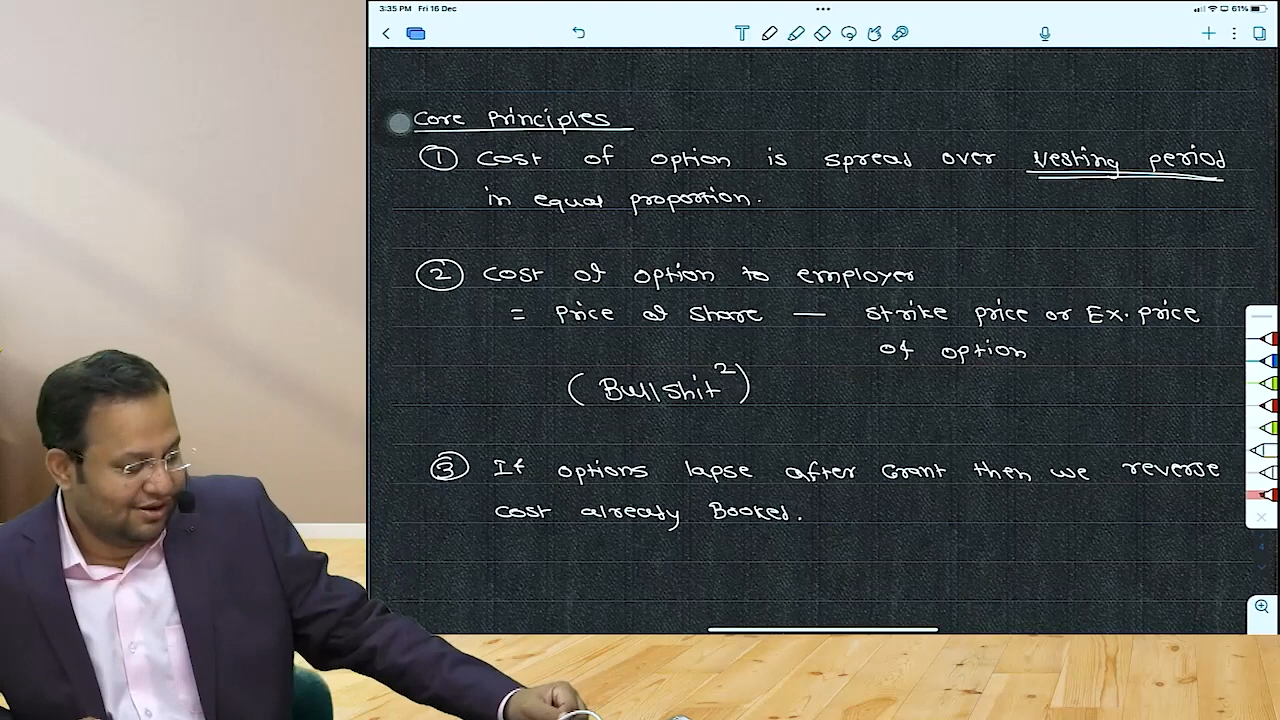 3:35 PM Fri 16 Dec
61%
Core Principles
① Cost of option is spread over vesting period
in equal proportion.
② Cost of option to employer
= Price of share — strike price or Ex. price
of option
(Bullshit²)
③ If options lapse after Grant then we reverse
cost already Booked.